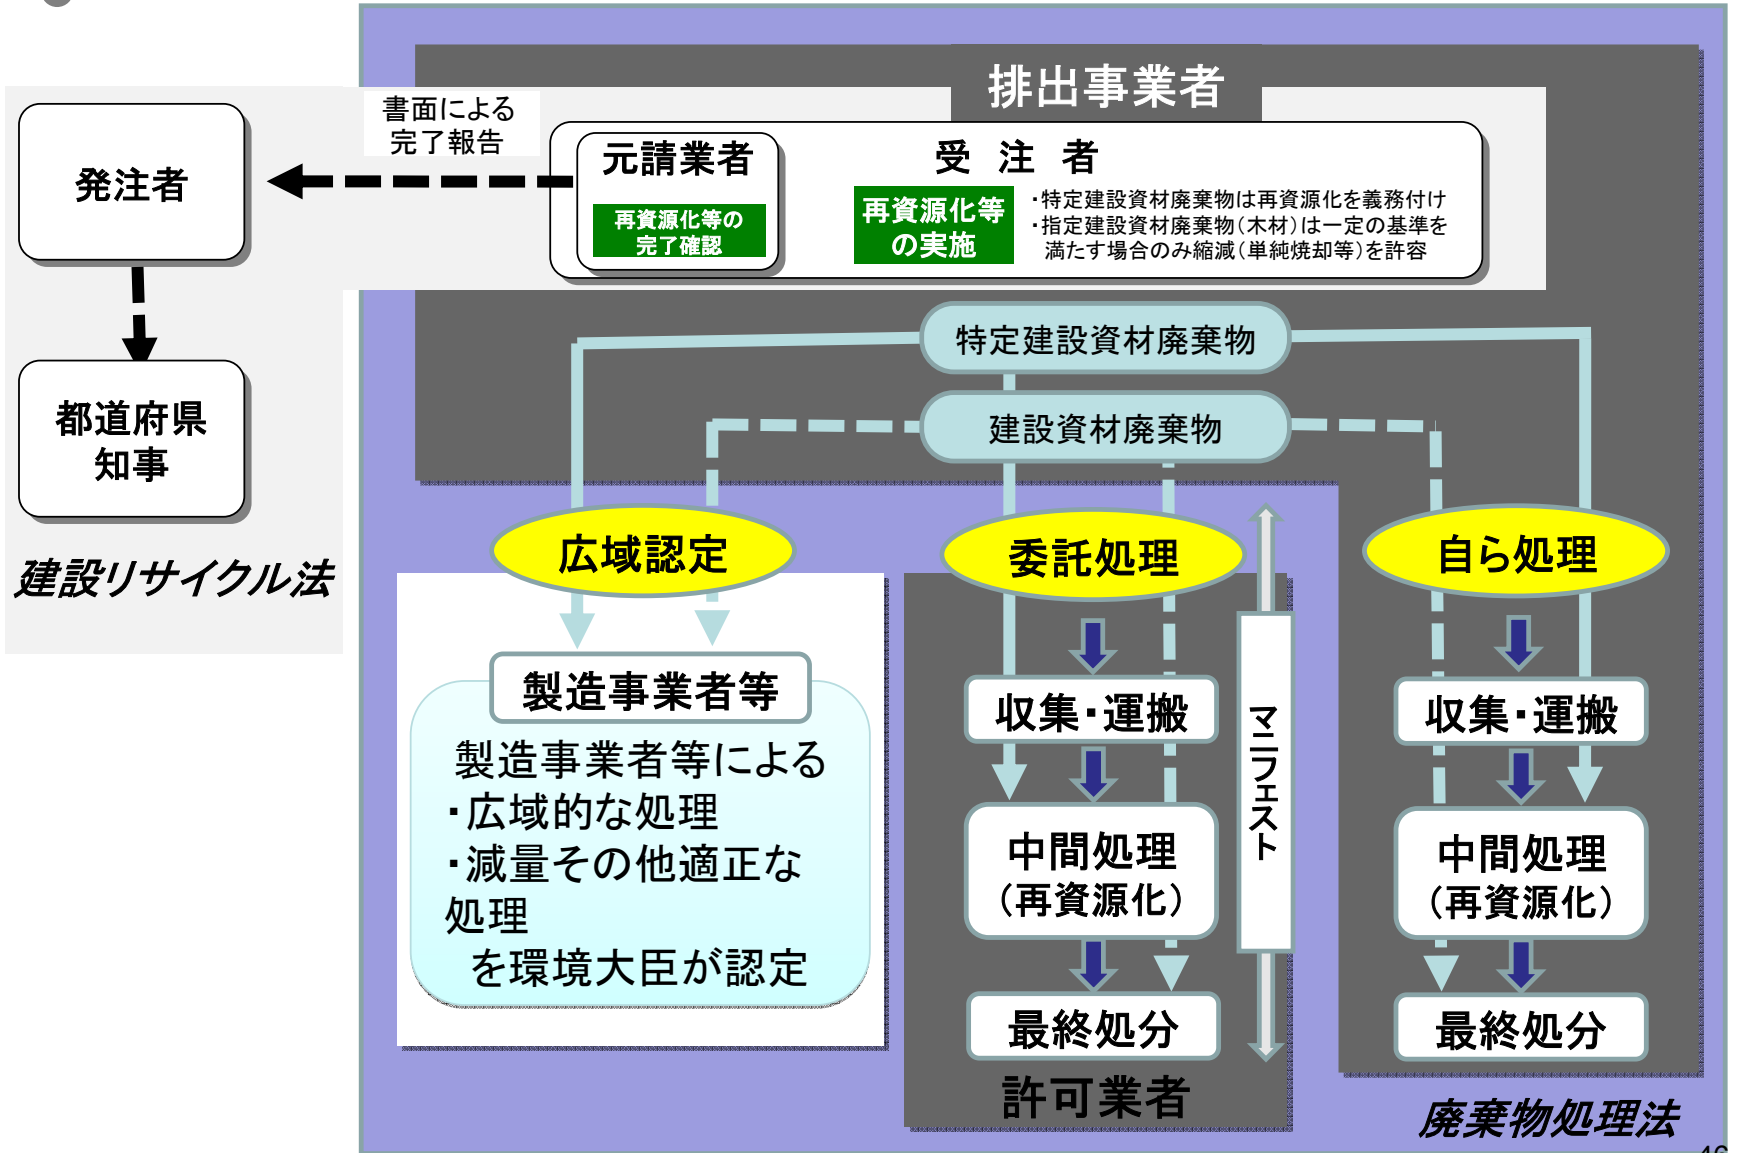 排出事業者
書面による
完了報告
発注者
元請業者
再資源化等の
完了確認
受 注 者
再資源化等
の実施
・特定建設資材廃棄物は再資源化を義務付け
・指定建設資材廃棄物（木材）は一定の基準を
満たす場合のみ縮減（単純焼却等）を許容
都道府県
知事
建設リサイクル法
特定建設資材廃棄物
建設資材廃棄物
広域認定
委託処理
自ら処理
製造事業者等
製造事業者等による
・広域的な処理
・減量その他適正な
処理
を環境大臣が認定
収集・運搬
中間処理
（再資源化）
最終処分
許可業者
マニフェスト
収集・運搬
中間処理
（再資源化）
最終処分
廃棄物処理法
46